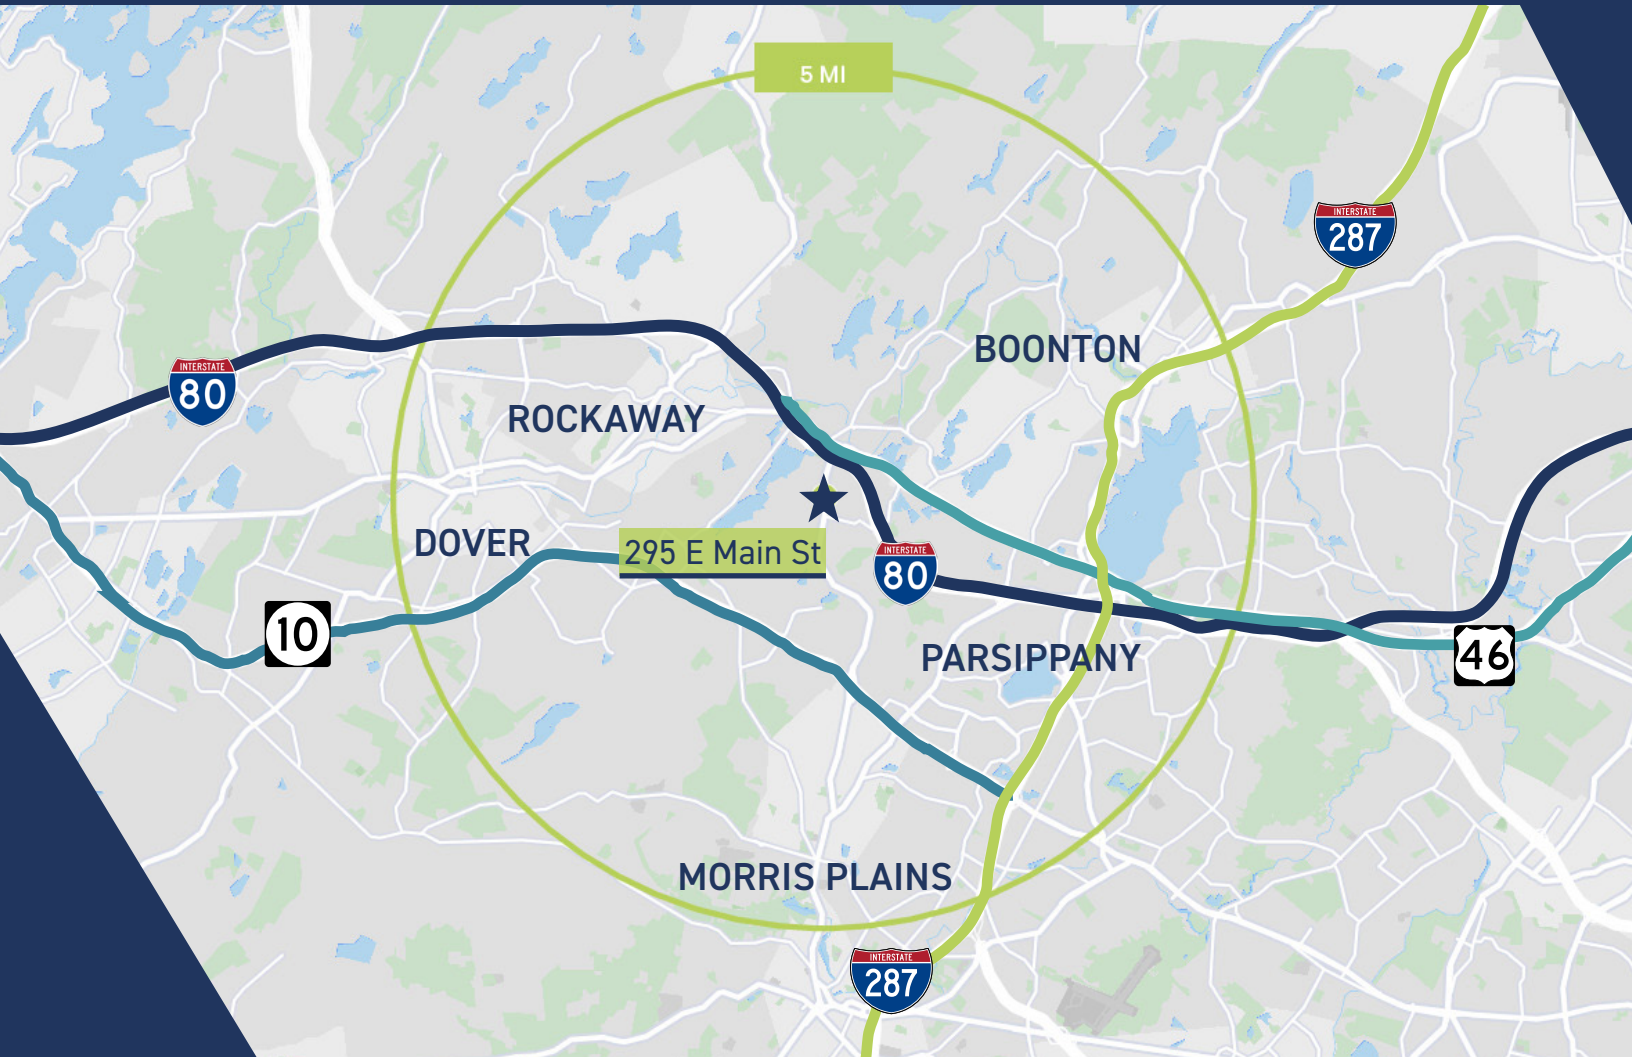 5 MI
INTERSTATE
287
BOONTON
INTERSTATE
80
ROCKAWAY
DOVER
295 E Main St
INTERSTATE
80
10
PARSIPPANY
46
MORRIS PLAINS
INTERSTATE
287